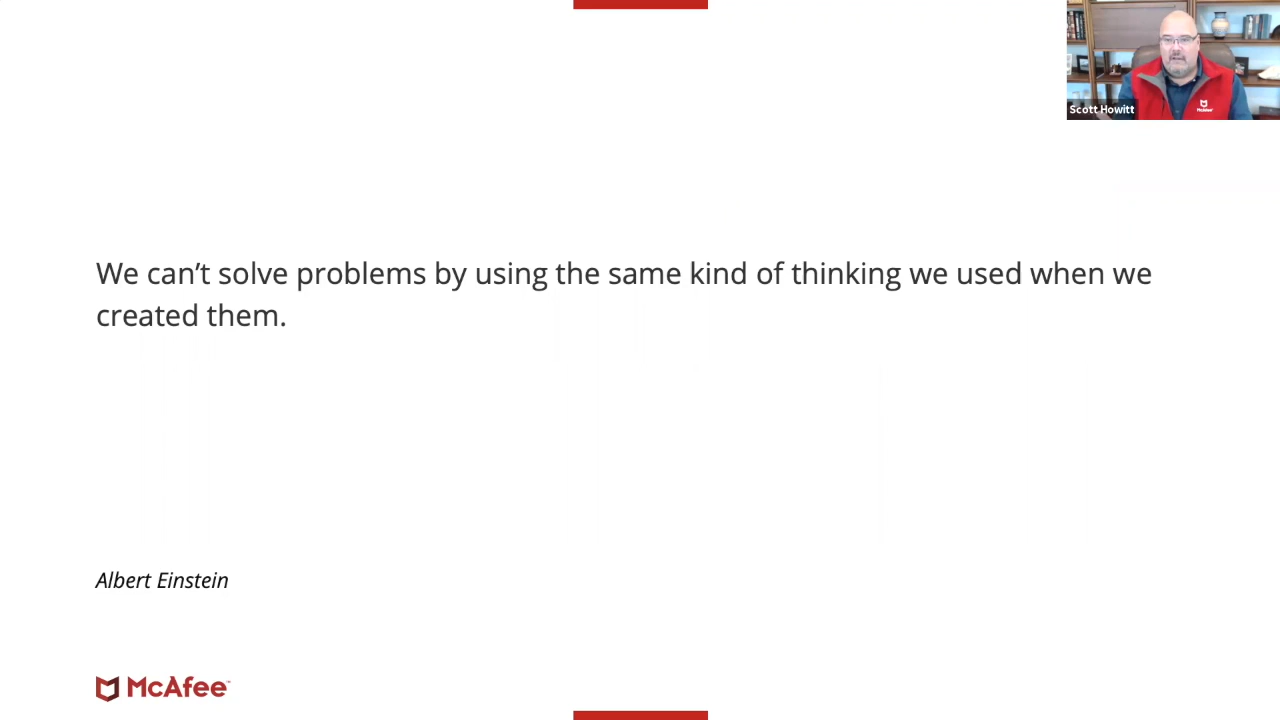 Scott Howitt
McAfee
We can’t solve problems by using the same kind of thinking we used when we
created them.
Albert Einstein
McAfee™